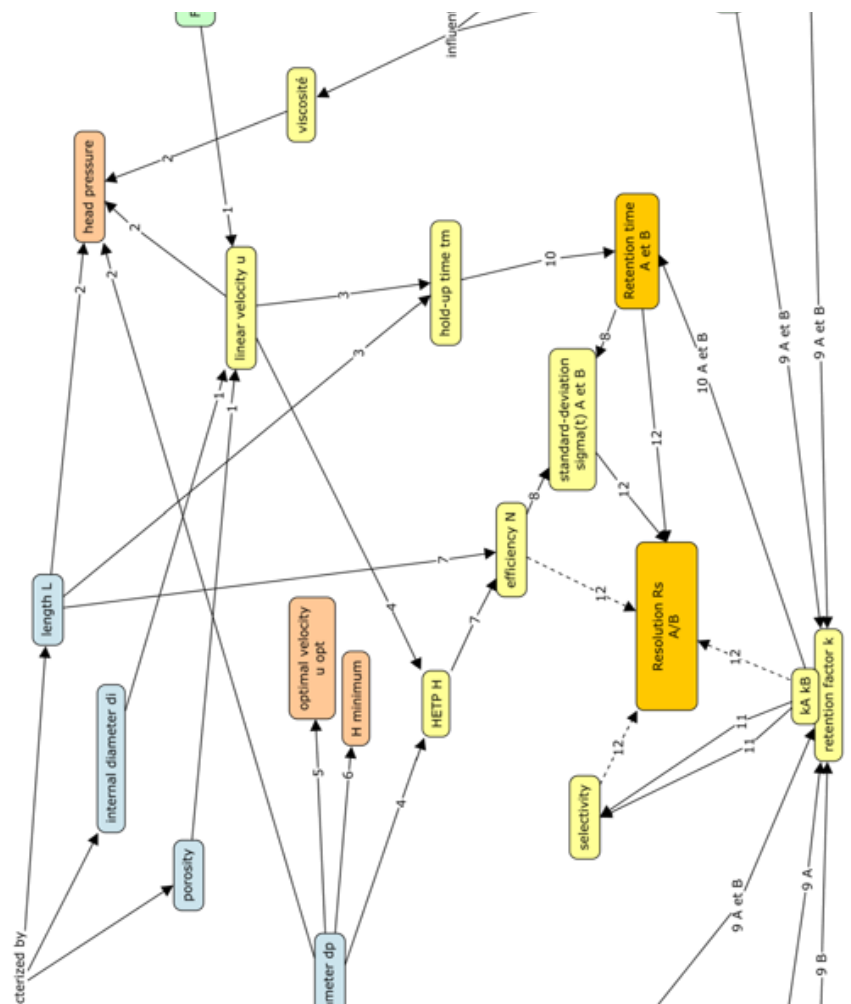 F
influen
viscosité
head pressure
2
1
2
2
2
linear velocity u
hold-up time tm
Retention time
A et B
3
10
3
1
1
8
9 A et B
9 A et B
10 A et B
standard-deviation
sigma(t) A et B
12
12
8
efficiency N
7
length L
4
12
7
Resolution Rs
A/B
optimal velocity
u opt
H minimum
HETP H
12
kA kB
retention factor k
internal diameter di
5
6
4
11
11
12
selectivity
porosity
9 A et B
9 A
9 B
cterized by
ameter dp